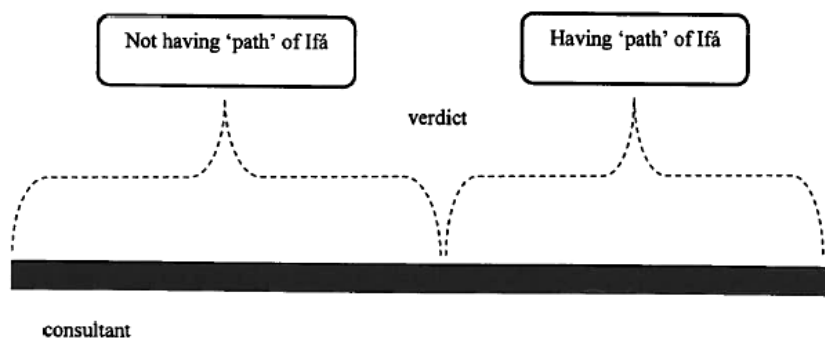 Not having ‘path’ of Ifá
Having ‘path’ of Ifá
verdict
consultant